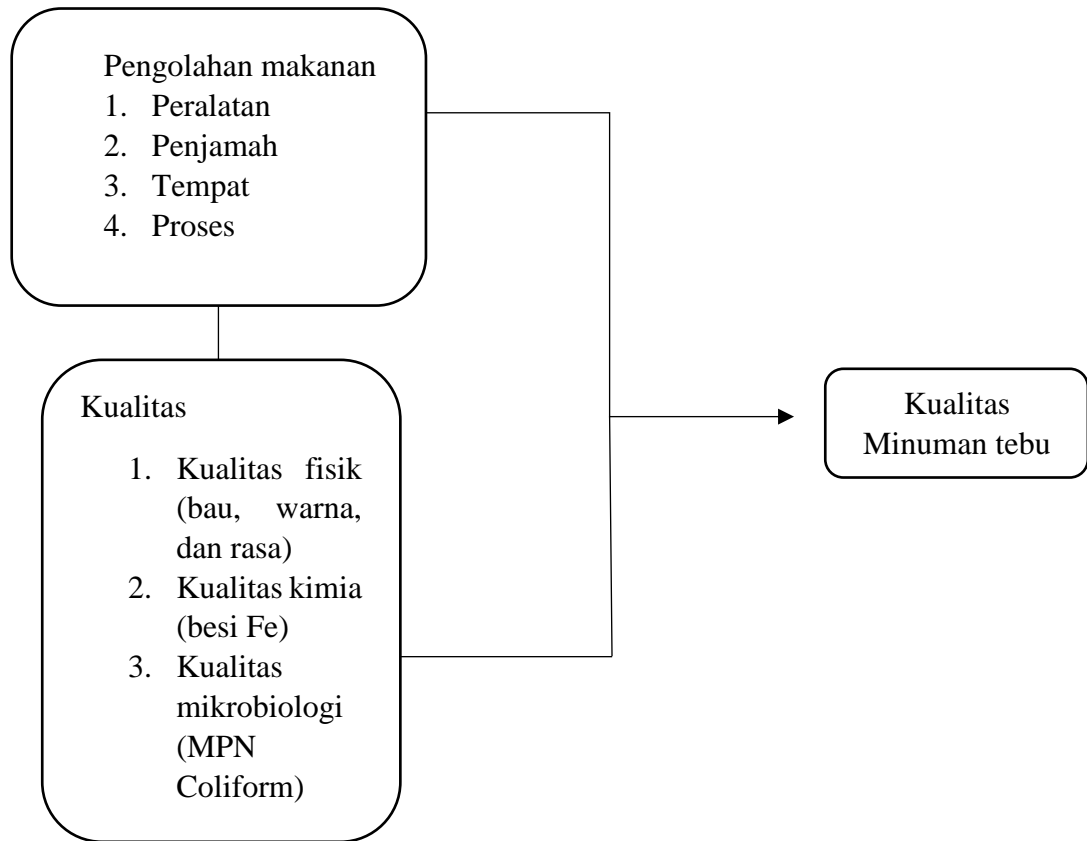 Pengolahan makanan
1. Peralatan
2. Penjamah
3. Tempat
4. Proses
Kualitas
1. Kualitas fisik
(bau, warna,
dan rasa)
2. Kualitas kimia
(besi Fe)
3. Kualitas
mikrobiologi
(MPN
Coliform)
Kualitas
Minuman tebu